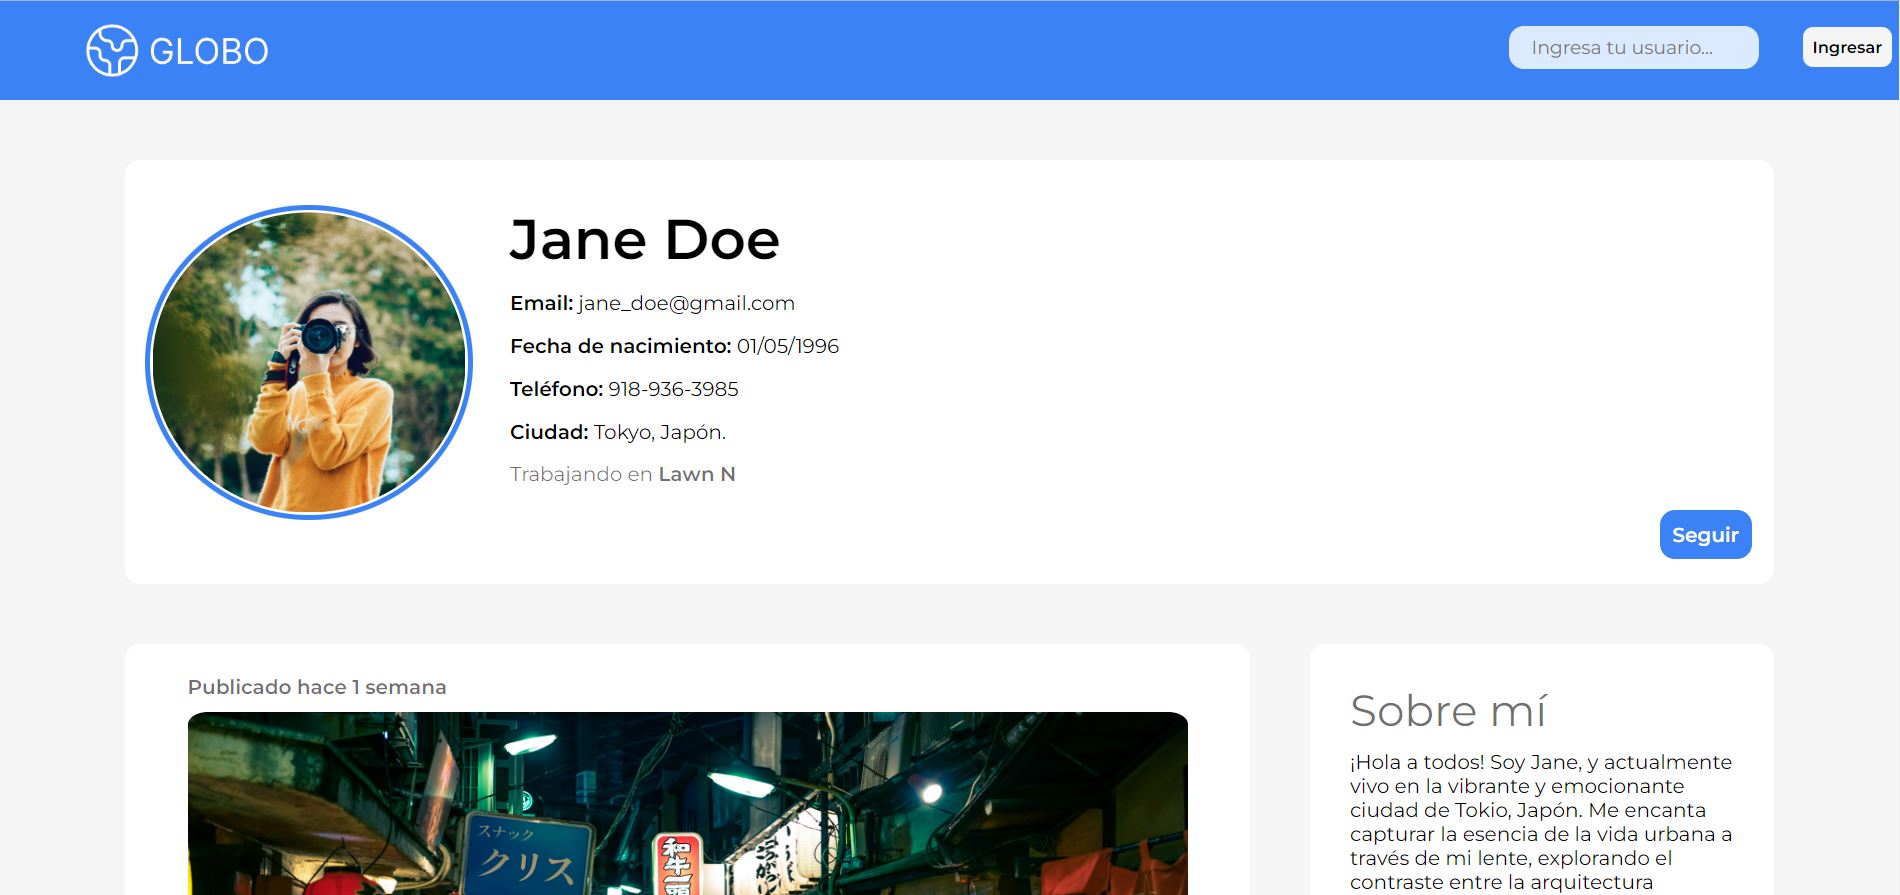 GLOBO
Ingresa tu usuario...
Ingresar
Jane Doe
Email: jane_doe@gmail.com
Fecha de nacimiento: 01/05/1996
Teléfono: 918-936-3985
Ciudad: Tokyo, Japón.
Trabajando en Lawn N
Seguir
Publicado hace 1 semana
スナック
クリス
和牛一頭
Sobre mí
¡Hola a todos! Soy Jane, y actualmente
vivo en la vibrante y emocionante
ciudad de Tokio, Japón. Me encanta
capturar la esencia de la vida urbana a
través de mi lente, explorando el
contraste entre la arquitectura